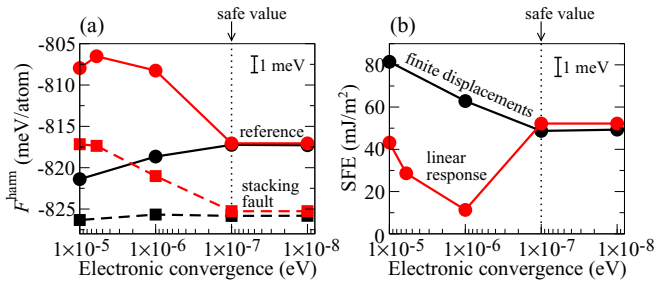 safe value
safe value
(a)
(b)
-805
-810
-815
-820
-825
F^harm (meV/atom)
1 meV
reference
stacking
fault
1×10^-5
1×10^-6
1×10^-7
1×10^-8
Electronic convergence (eV)
80
60
40
20
0
SFE (mJ/m^2)
1 meV
finite displacements
linear
response
1×10^-5
1×10^-6
1×10^-7
1×10^-8
Electronic convergence (eV)